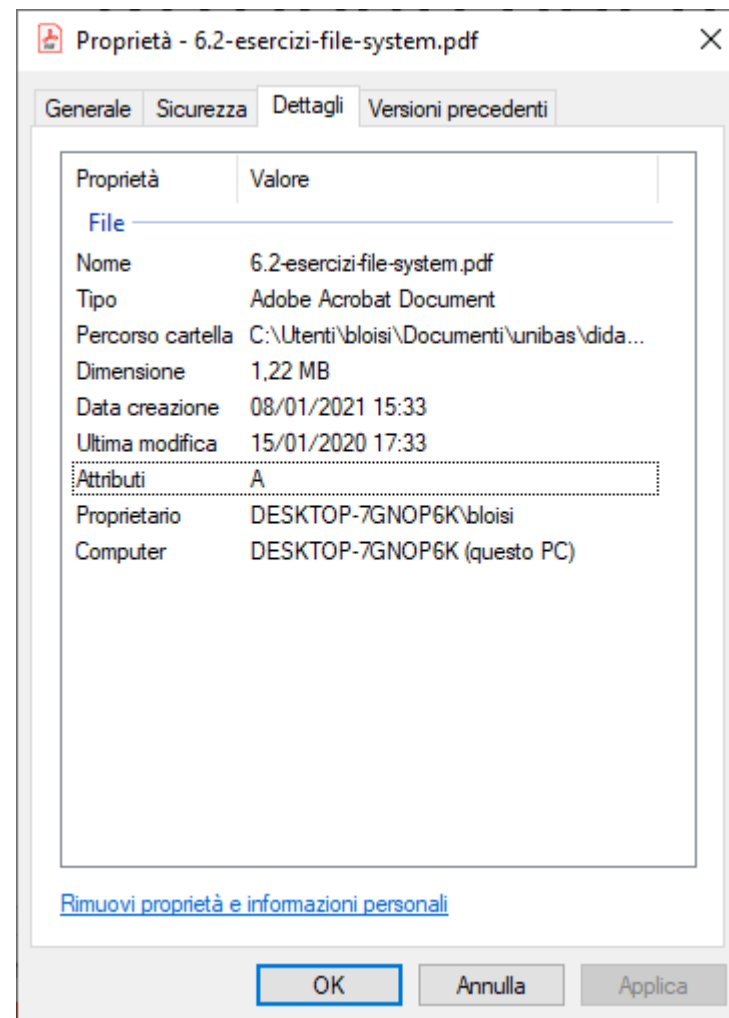 Proprietà - 6.2-esercizi-file-system.pdf
Generale Sicurezza Dettagli Versioni precedenti
Proprietà Valore
File
Nome 6.2-esercizi-file-system.pdf
Tipo Adobe Acrobat Document
Percorso cartella C:\Utenti\bloisi\Documenti\unibas\dida...
Dimensione 1,22 MB
Data creazione 08/01/2021 15:33
Ultima modifica 15/01/2020 17:33
Attributi A
Proprietario DESKTOP-7GNOP6K\bloisi
Computer DESKTOP-7GNOP6K (questo PC)
Rimuovi proprietà e informazioni personali
OK Annulla Applica